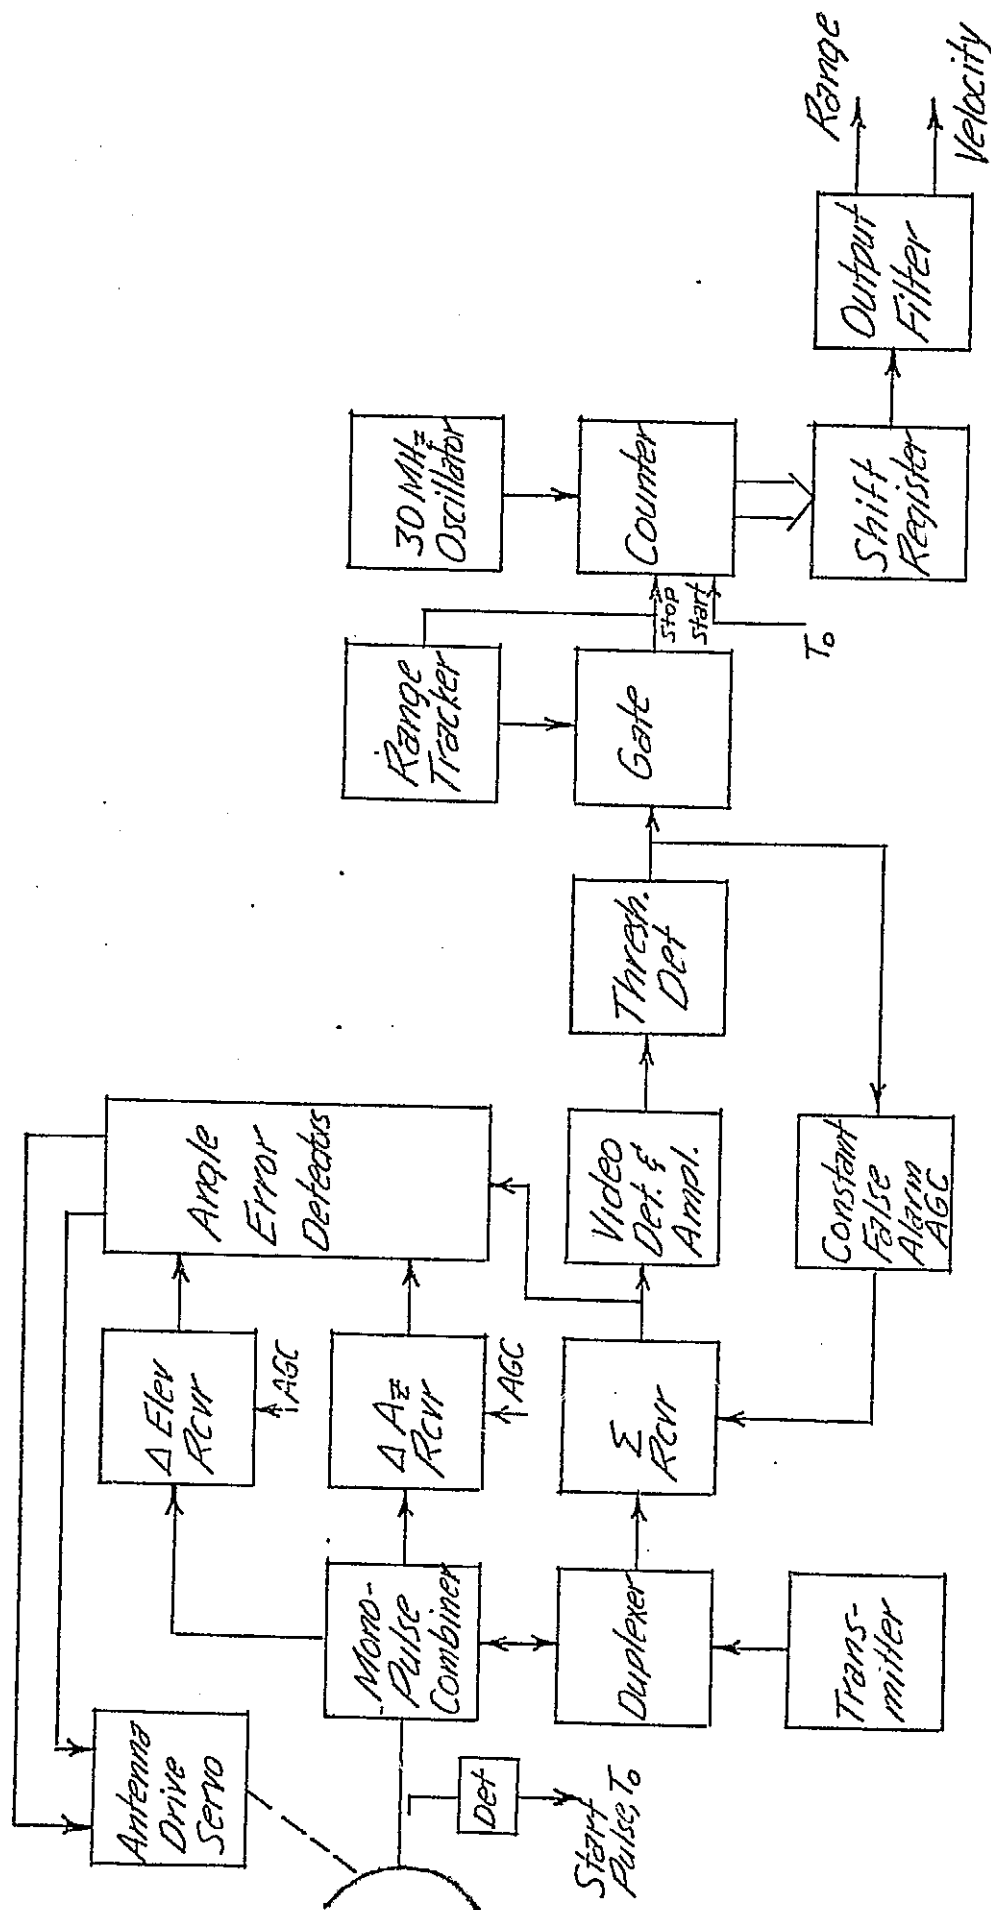 Antenna
Drive
Servo
Det
Start
Pulse, T₀
Mono-
Pulse
Combiner
Duplexer
Trans-
mitter
Δ Elev
Rcvr
AGC
Δ Az
Rcvr
AGC
Σ
Rcvr
Angle
Error
Detectors
Video
Det. &
Ampl.
Constant
False
Alarm
AGC
Thresh.
Det
Range
Tracker
Gate
Stop
Start
T₀
30 MHz
Oscillator
Counter
Shift
Register
Output
Filter
Range
Velocity